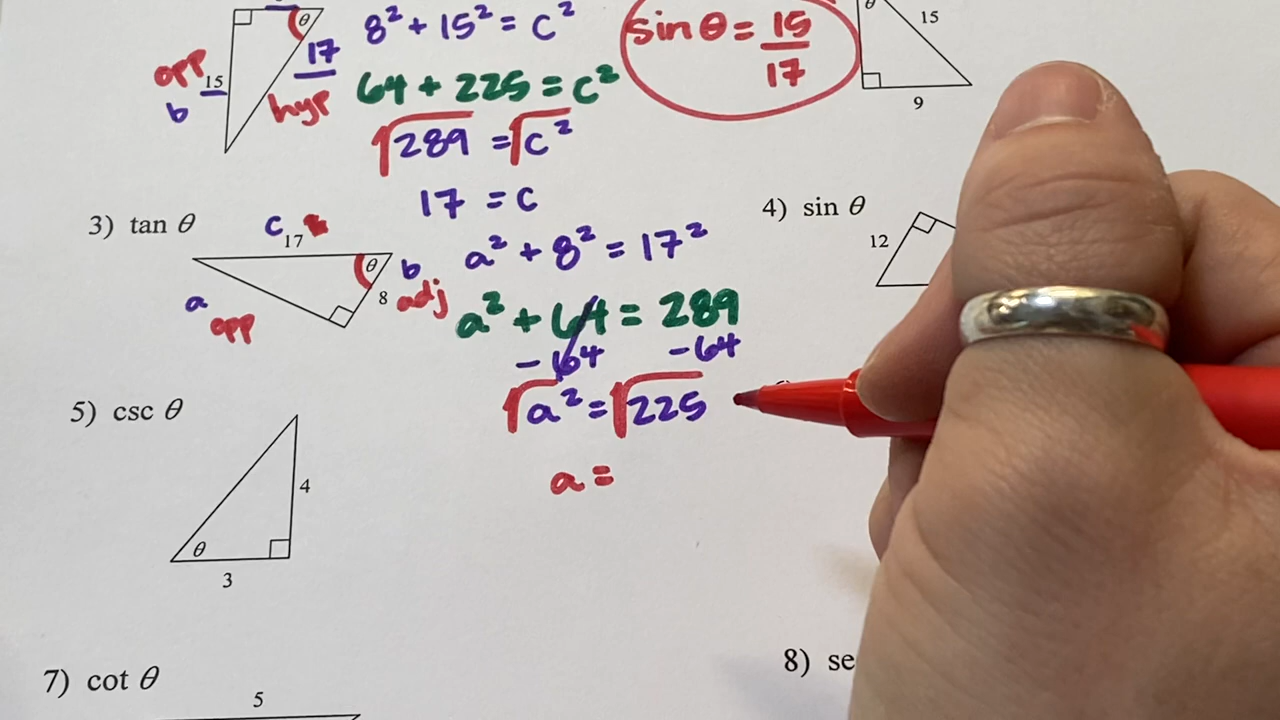 θ
8² + 15² = c²
opp
b 15
17
hyp
64 + 225 = c²
√289 = √c²
17 = c
sin θ = 15/17
θ
15
9
3) tan θ
c
17
θ
b
8 adj
a
opp
a² + 8² = 17²
a² + 64 = 289
-64 -64
√a² = √225
a =
4) sin θ
12
5) csc θ
4
θ
3
7) cot θ
5
8) se